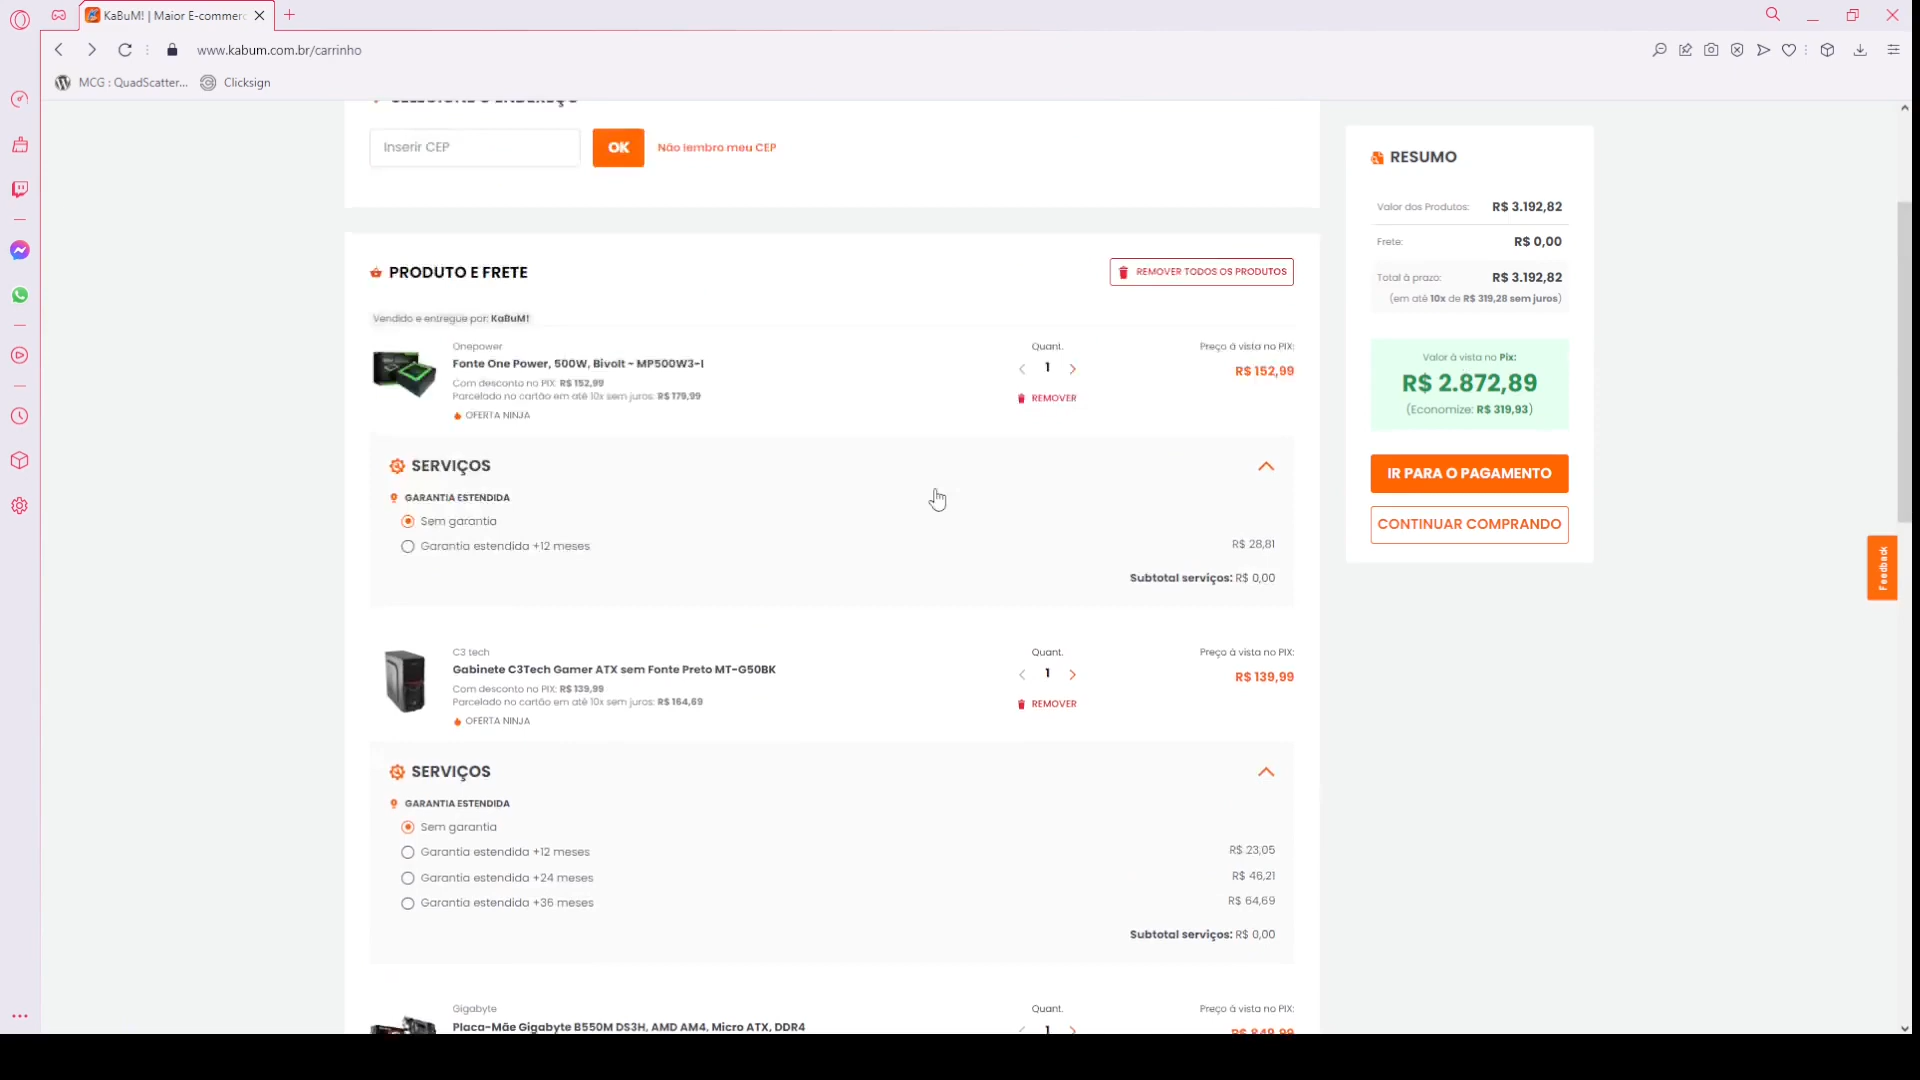 KaBuM! | Maior E-commerc
www.kabum.com.br/carrinho
MCG : QuadScatter...
Clicksign
SELECIONE O ENDEREÇO
Inserir CEP
OK
Não lembro meu CEP
PRODUTO E FRETE
REMOVER TODOS OS PRODUTOS
Vendido e entregue por: KaBuM!
Onepower
Fonte One Power, 500W, Bivolt - MP500W3-I
Com desconto no PIX: R$ 152,99
Parcelado no cartão em até 10x sem juros: R$ 179,99
OFERTA NINJA
Quant.
1
REMOVER
Preço à vista no PIX:
R$ 152,99
SERVIÇOS
GARANTIA ESTENDIDA
Sem garantia
Garantia estendida +12 meses
R$ 28,81
Subtotal serviços: R$ 0,00
C3 tech
Gabinete C3Tech Gamer ATX sem Fonte Preto MT-G50BK
Com desconto no PIX: R$ 139,99
Parcelado no cartão em até 10x sem juros: R$ 164,69
OFERTA NINJA
Quant.
1
REMOVER
Preço à vista no PIX:
R$ 139,99
SERVIÇOS
GARANTIA ESTENDIDA
Sem garantia
Garantia estendida +12 meses
R$ 23,05
Garantia estendida +24 meses
R$ 46,21
Garantia estendida +36 meses
R$ 64,69
Subtotal serviços: R$ 0,00
Gigabyte
Placa-Mãe Gigabyte B550M DS3H, AMD AM4, Micro ATX, DDR4
Quant.
1
Preço à vista no PIX:
R$ 849,99
RESUMO
Valor dos Produtos: R$ 3.192,82
Frete: R$ 0,00
Total à prazo: R$ 3.192,82
(em até 10x de R$ 319,28 sem juros)
Valor à vista no Pix:
R$ 2.872,89
(Economize: R$ 319,93)
IR PARA O PAGAMENTO
CONTINUAR COMPRANDO
Feedback